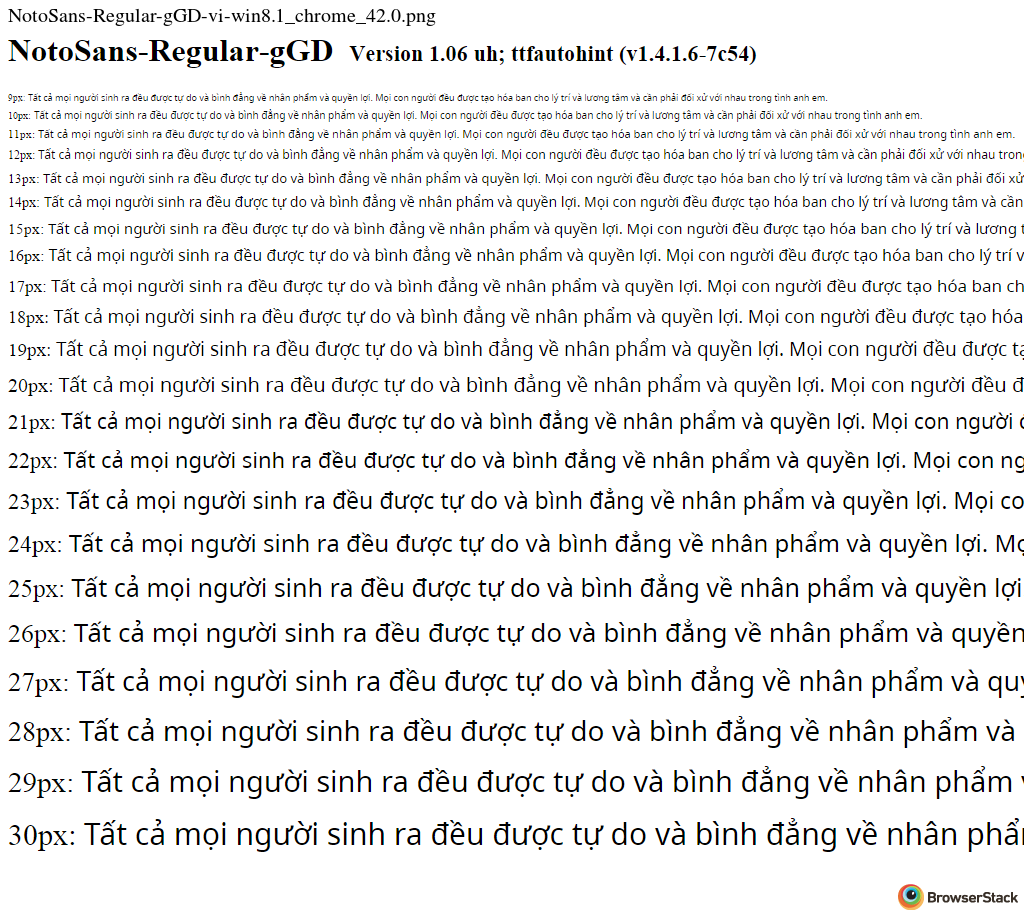 NotoSans-Regular-gGD-vi-win8.1_chrome_42.0.png
NotoSans-Regular-gGD Version 1.06 uh; ttfautohint (v1.4.1.6-7c54)
9px: Tất cả mọi người sinh ra đều được tự do và bình đẳng về nhân phẩm và quyền lợi. Mọi con người đều được tạo hóa ban cho lý trí và lương tâm và cần phải đối xử với nhau trong tình anh em.
10px: Tất cả mọi người sinh ra đều được tự do và bình đẳng về nhân phẩm và quyền lợi. Mọi con người đều được tạo hóa ban cho lý trí và lương tâm và cần phải đối xử với nhau trong tình anh em.
11px: Tất cả mọi người sinh ra đều được tự do và bình đẳng về nhân phẩm và quyền lợi. Mọi con người đều được tạo hóa ban cho lý trí và lương tâm và cần phải đối xử với nhau trong tình anh em.
12px: Tất cả mọi người sinh ra đều được tự do và bình đẳng về nhân phẩm và quyền lợi. Mọi con người đều được tạo hóa ban cho lý trí và lương tâm và cần phải đối xử với nhau tron
13px: Tất cả mọi người sinh ra đều được tự do và bình đẳng về nhân phẩm và quyền lợi. Mọi con người đều được tạo hóa ban cho lý trí và lương tâm và cần phải đối xử
14px: Tất cả mọi người sinh ra đều được tự do và bình đẳng về nhân phẩm và quyền lợi. Mọi con người đều được tạo hóa ban cho lý trí và lương tâm và cần
15px: Tất cả mọi người sinh ra đều được tự do và bình đẳng về nhân phẩm và quyền lợi. Mọi con người đều được tạo hóa ban cho lý trí và lương t
16px: Tất cả mọi người sinh ra đều được tự do và bình đẳng về nhân phẩm và quyền lợi. Mọi con người đều được tạo hóa ban cho lý trí v
17px: Tất cả mọi người sinh ra đều được tự do và bình đẳng về nhân phẩm và quyền lợi. Mọi con người đều được tạo hóa ban ch
18px: Tất cả mọi người sinh ra đều được tự do và bình đẳng về nhân phẩm và quyền lợi. Mọi con người đều được tạo hóa
19px: Tất cả mọi người sinh ra đều được tự do và bình đẳng về nhân phẩm và quyền lợi. Mọi con người đều được tạ
20px: Tất cả mọi người sinh ra đều được tự do và bình đẳng về nhân phẩm và quyền lợi. Mọi con người đều đ
21px: Tất cả mọi người sinh ra đều được tự do và bình đẳng về nhân phẩm và quyền lợi. Mọi con người
22px: Tất cả mọi người sinh ra đều được tự do và bình đẳng về nhân phẩm và quyền lợi. Mọi con ng
23px: Tất cả mọi người sinh ra đều được tự do và bình đẳng về nhân phẩm và quyền lợi. Mọi co
24px: Tất cả mọi người sinh ra đều được tự do và bình đẳng về nhân phẩm và quyền lợi. Mọ
25px: Tất cả mọi người sinh ra đều được tự do và bình đẳng về nhân phẩm và quyền lợi
26px: Tất cả mọi người sinh ra đều được tự do và bình đẳng về nhân phẩm và quyền
27px: Tất cả mọi người sinh ra đều được tự do và bình đẳng về nhân phẩm và quy
28px: Tất cả mọi người sinh ra đều được tự do và bình đẳng về nhân phẩm và
29px: Tất cả mọi người sinh ra đều được tự do và bình đẳng về nhân phẩm
30px: Tất cả mọi người sinh ra đều được tự do và bình đẳng về nhân phẩ
BrowserStack